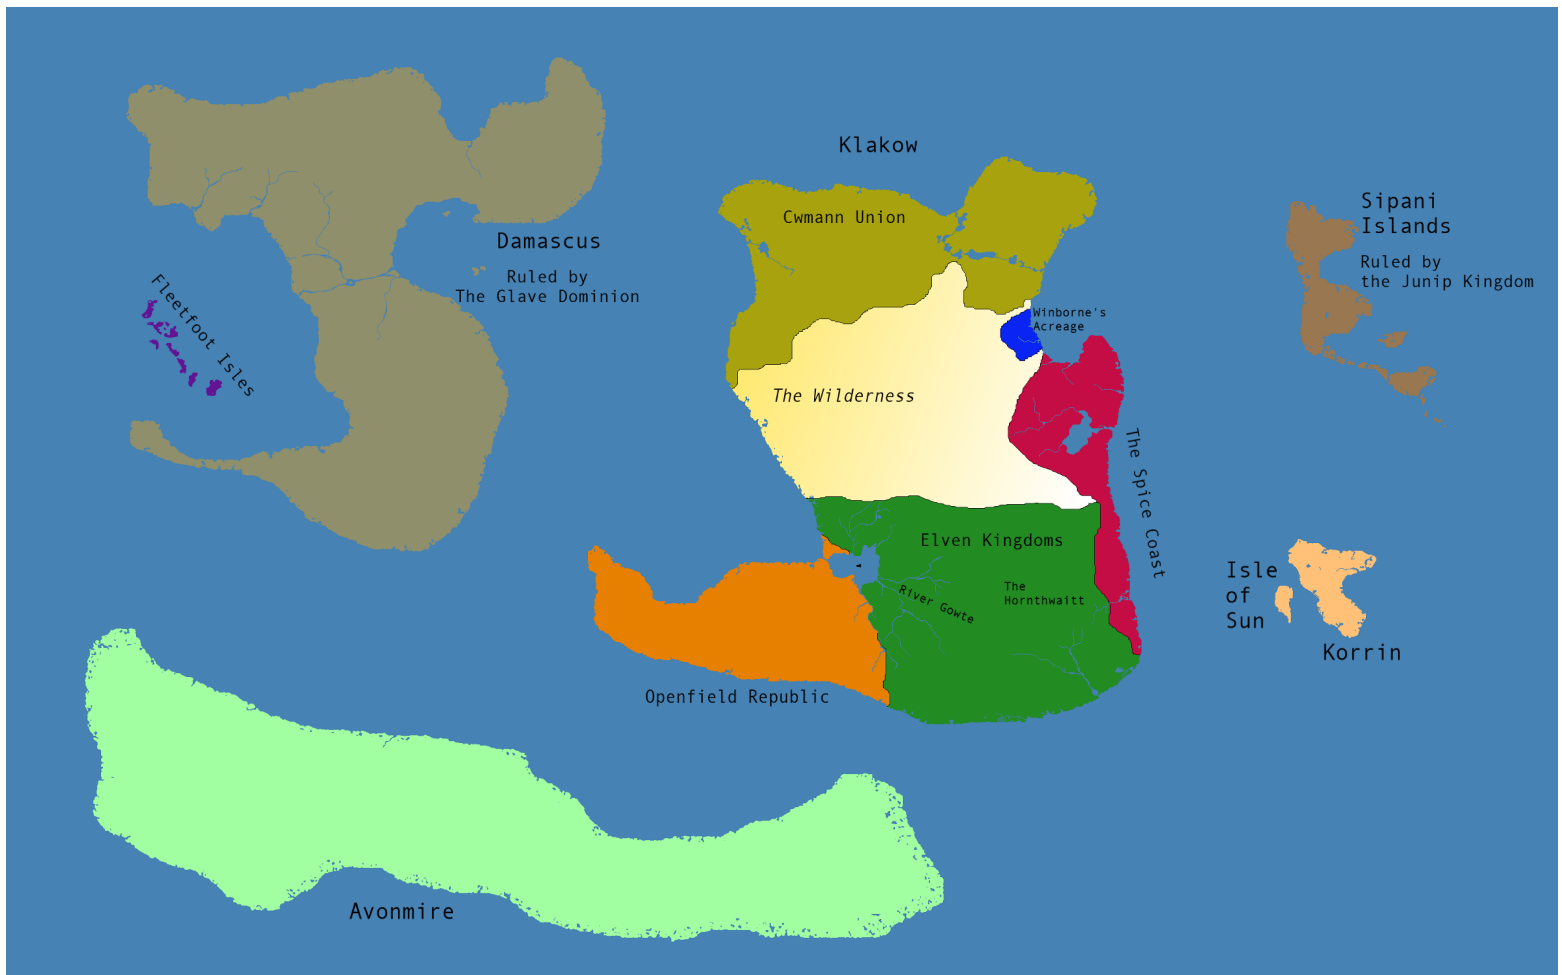 Klakow
Cwmann Union
Sipani
Islands
Ruled by
the Junip Kingdom
Damascus
Ruled by
The Glave Dominion
Fleetfoot Isles
Winborne's
Acreage
The Wilderness
The Spice Coast
Elven Kingdoms
The
Hornthwaitt
River Gowte
Isle
of
Sun
Korrin
Openfield Republic
Avonmire